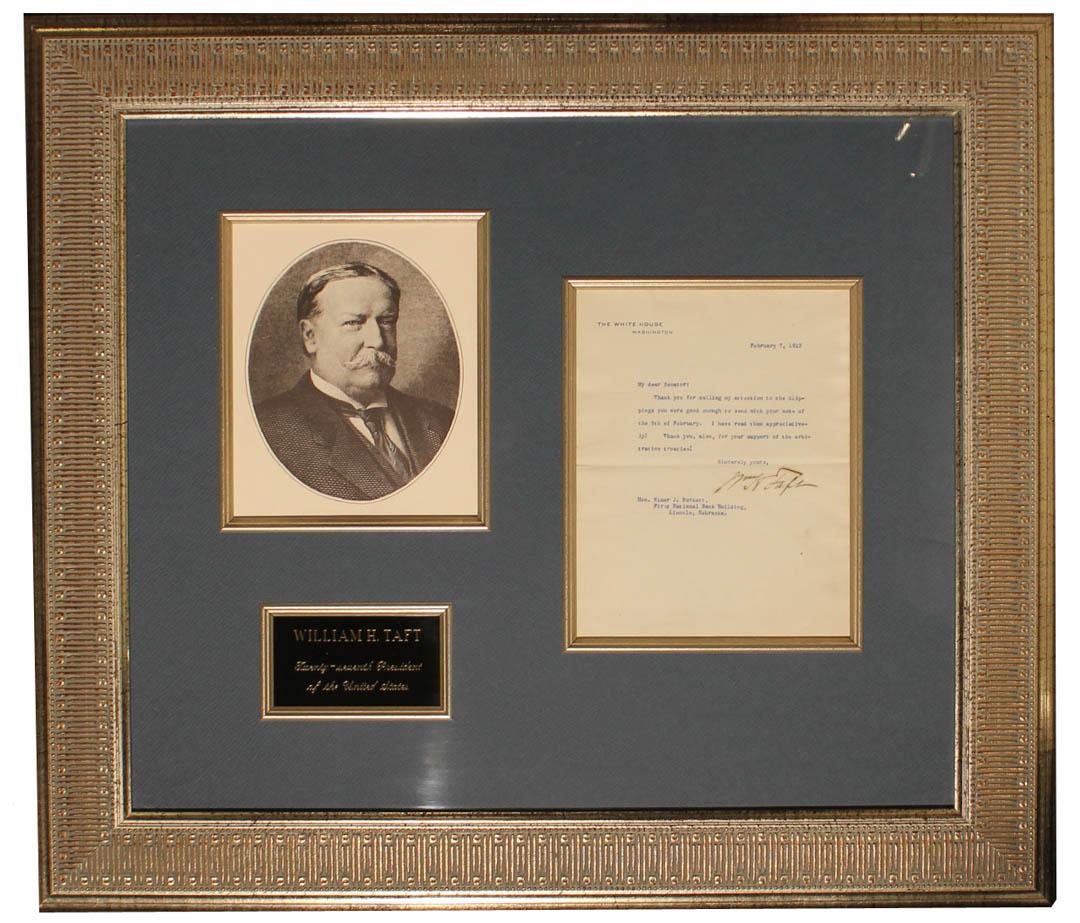 THE WHITE HOUSE
WASHINGTON
February 7, 1912
My dear Senator:
Thank you for calling my attention to the clip-
pings you were good enough to send with your note of
the 5th of February. I have read them appreciative-
ly! Thank you, also, for your support of the arbi-
tration treaties!
Sincerely yours,
Wm H Taft
Hon. Elmer J. Burkett,
First National Bank Building,
Lincoln, Nebraska.
WILLIAM H. TAFT
Twenty-seventh President
of the United States